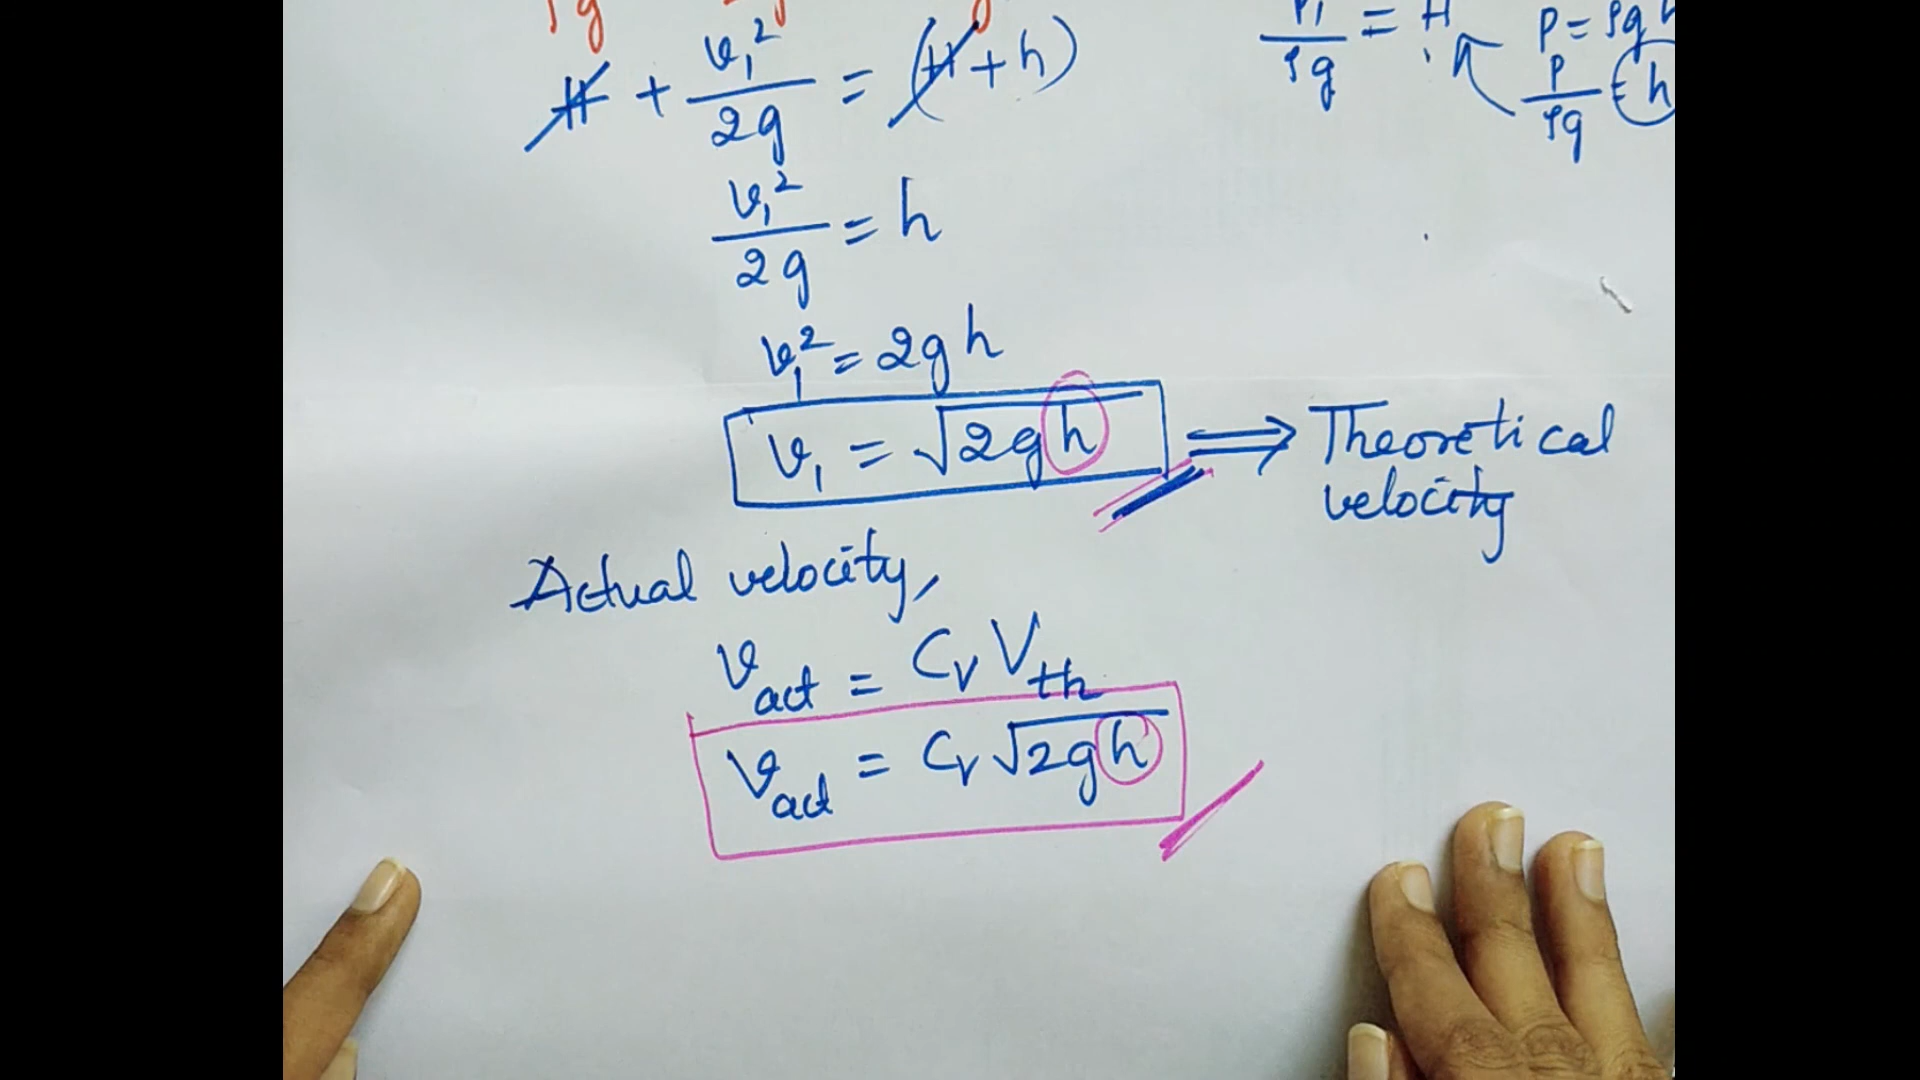 H + v₁²/2g = (H + h)
P₁/ρg = H
P = ρg h
P/ρg = h
v₁²/2g = h
v₁² = 2gh
v₁ = √2gh ⟹ Theoretical velocity
Actual velocity,
v_act = C_v V_th
v_act = C_v √2gh